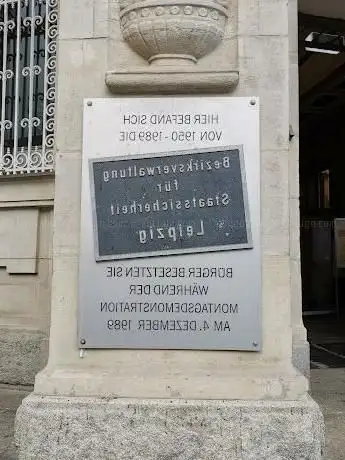 HIER BEFAND SICH
VON 1950 - 1989 DIE
Bezirksverwaltung
für
Staatssicherheit
Leipzig
BÜRGER BESETZTEN SIE
WÄHREND DER
MONTAGSDEMONSTRATION
AM 4. DEZEMBER 1989